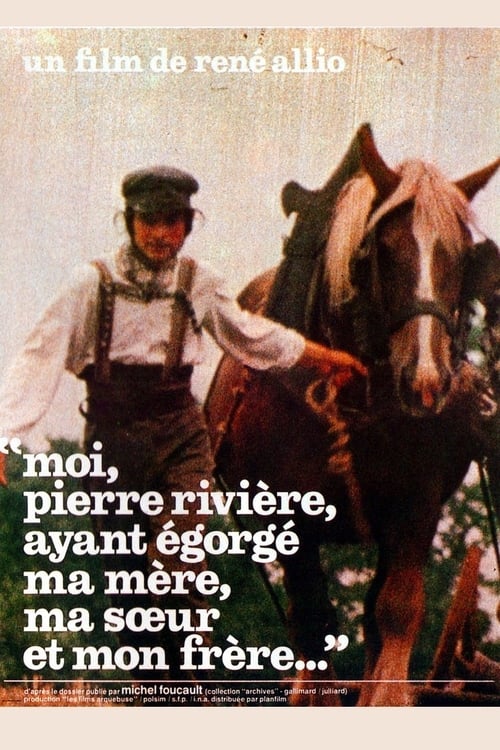 un film de rené allio
“moi,
pierre rivière,
ayant égorgé
ma mère,
ma sœur
et mon frère...”
d'après le dossier publié par michel foucault (collection "archives" - gallimard / julliard)
production "les films arquebuse" / polsim / s.f.p. / i.n.a. distribuée par planfilm